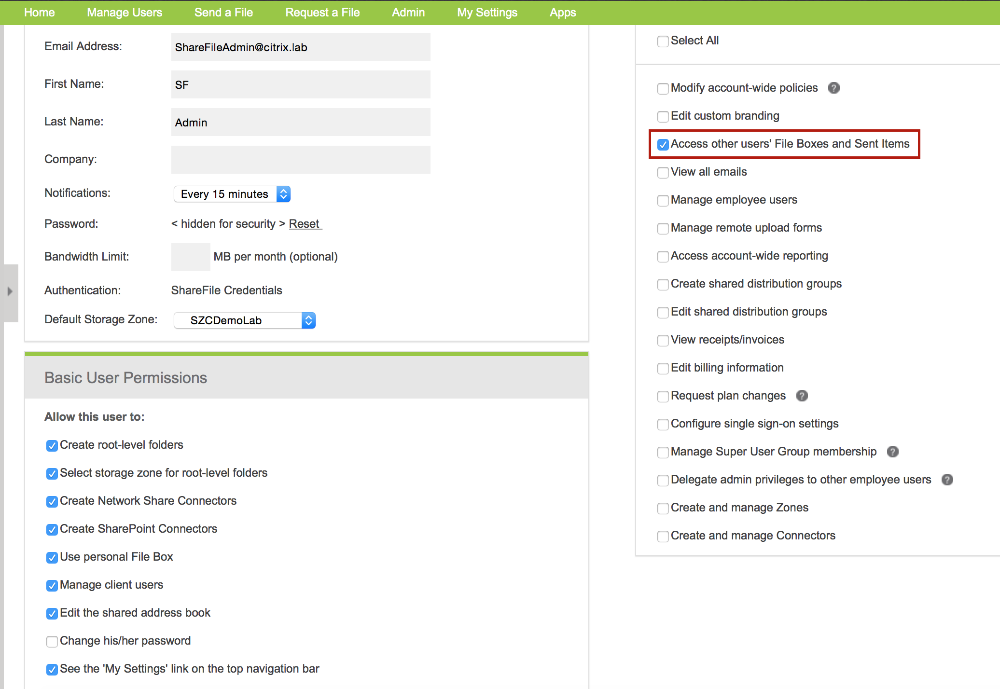 Home Manage Users Send a File Request a File Admin My Settings Apps
Email Address: ShareFileAdmin@citrix.lab
First Name: SF
Last Name: Admin
Company:
Notifications: Every 15 minutes
Password: < hidden for security > Reset
Bandwidth Limit: MB per month (optional)
Authentication: ShareFile Credentials
Default Storage Zone: SZCDemoLab
Basic User Permissions
Allow this user to:
Create root-level folders
Select storage zone for root-level folders
Create Network Share Connectors
Create SharePoint Connectors
Use personal File Box
Manage client users
Edit the shared address book
Change his/her password
See the 'My Settings' link on the top navigation bar
Select All
Modify account-wide policies ?
Edit custom branding
Access other users' File Boxes and Sent Items
View all emails
Manage employee users
Manage remote upload forms
Access account-wide reporting
Create shared distribution groups
Edit shared distribution groups
View receipts/invoices
Edit billing information
Request plan changes ?
Configure single sign-on settings
Manage Super User Group membership ?
Delegate admin privileges to other employee users ?
Create and manage Zones
Create and manage Connectors